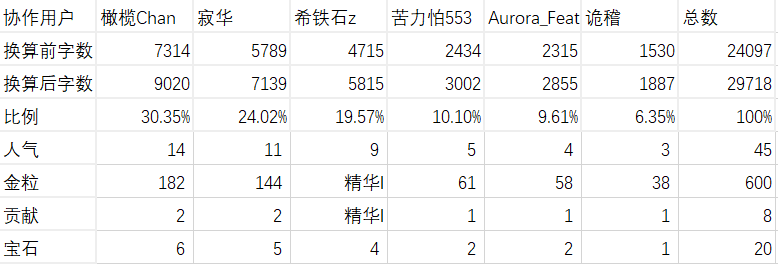 协作用户 橄榄Chan 寂华 希铁石z 苦力怕553 Aurora_Feat 诡稽 总数
换算前字数 7314 5789 4715 2434 2315 1530 24097
换算后字数 9020 7139 5815 3002 2855 1887 29718
比例 30.35% 24.02% 19.57% 10.10% 9.61% 6.35% 100%
人气 14 11 9 5 4 3 45
金粒 182 144 精华I 61 58 38 600
贡献 2 2 精华I 1 1 1 8
宝石 6 5 4 2 2 1 20